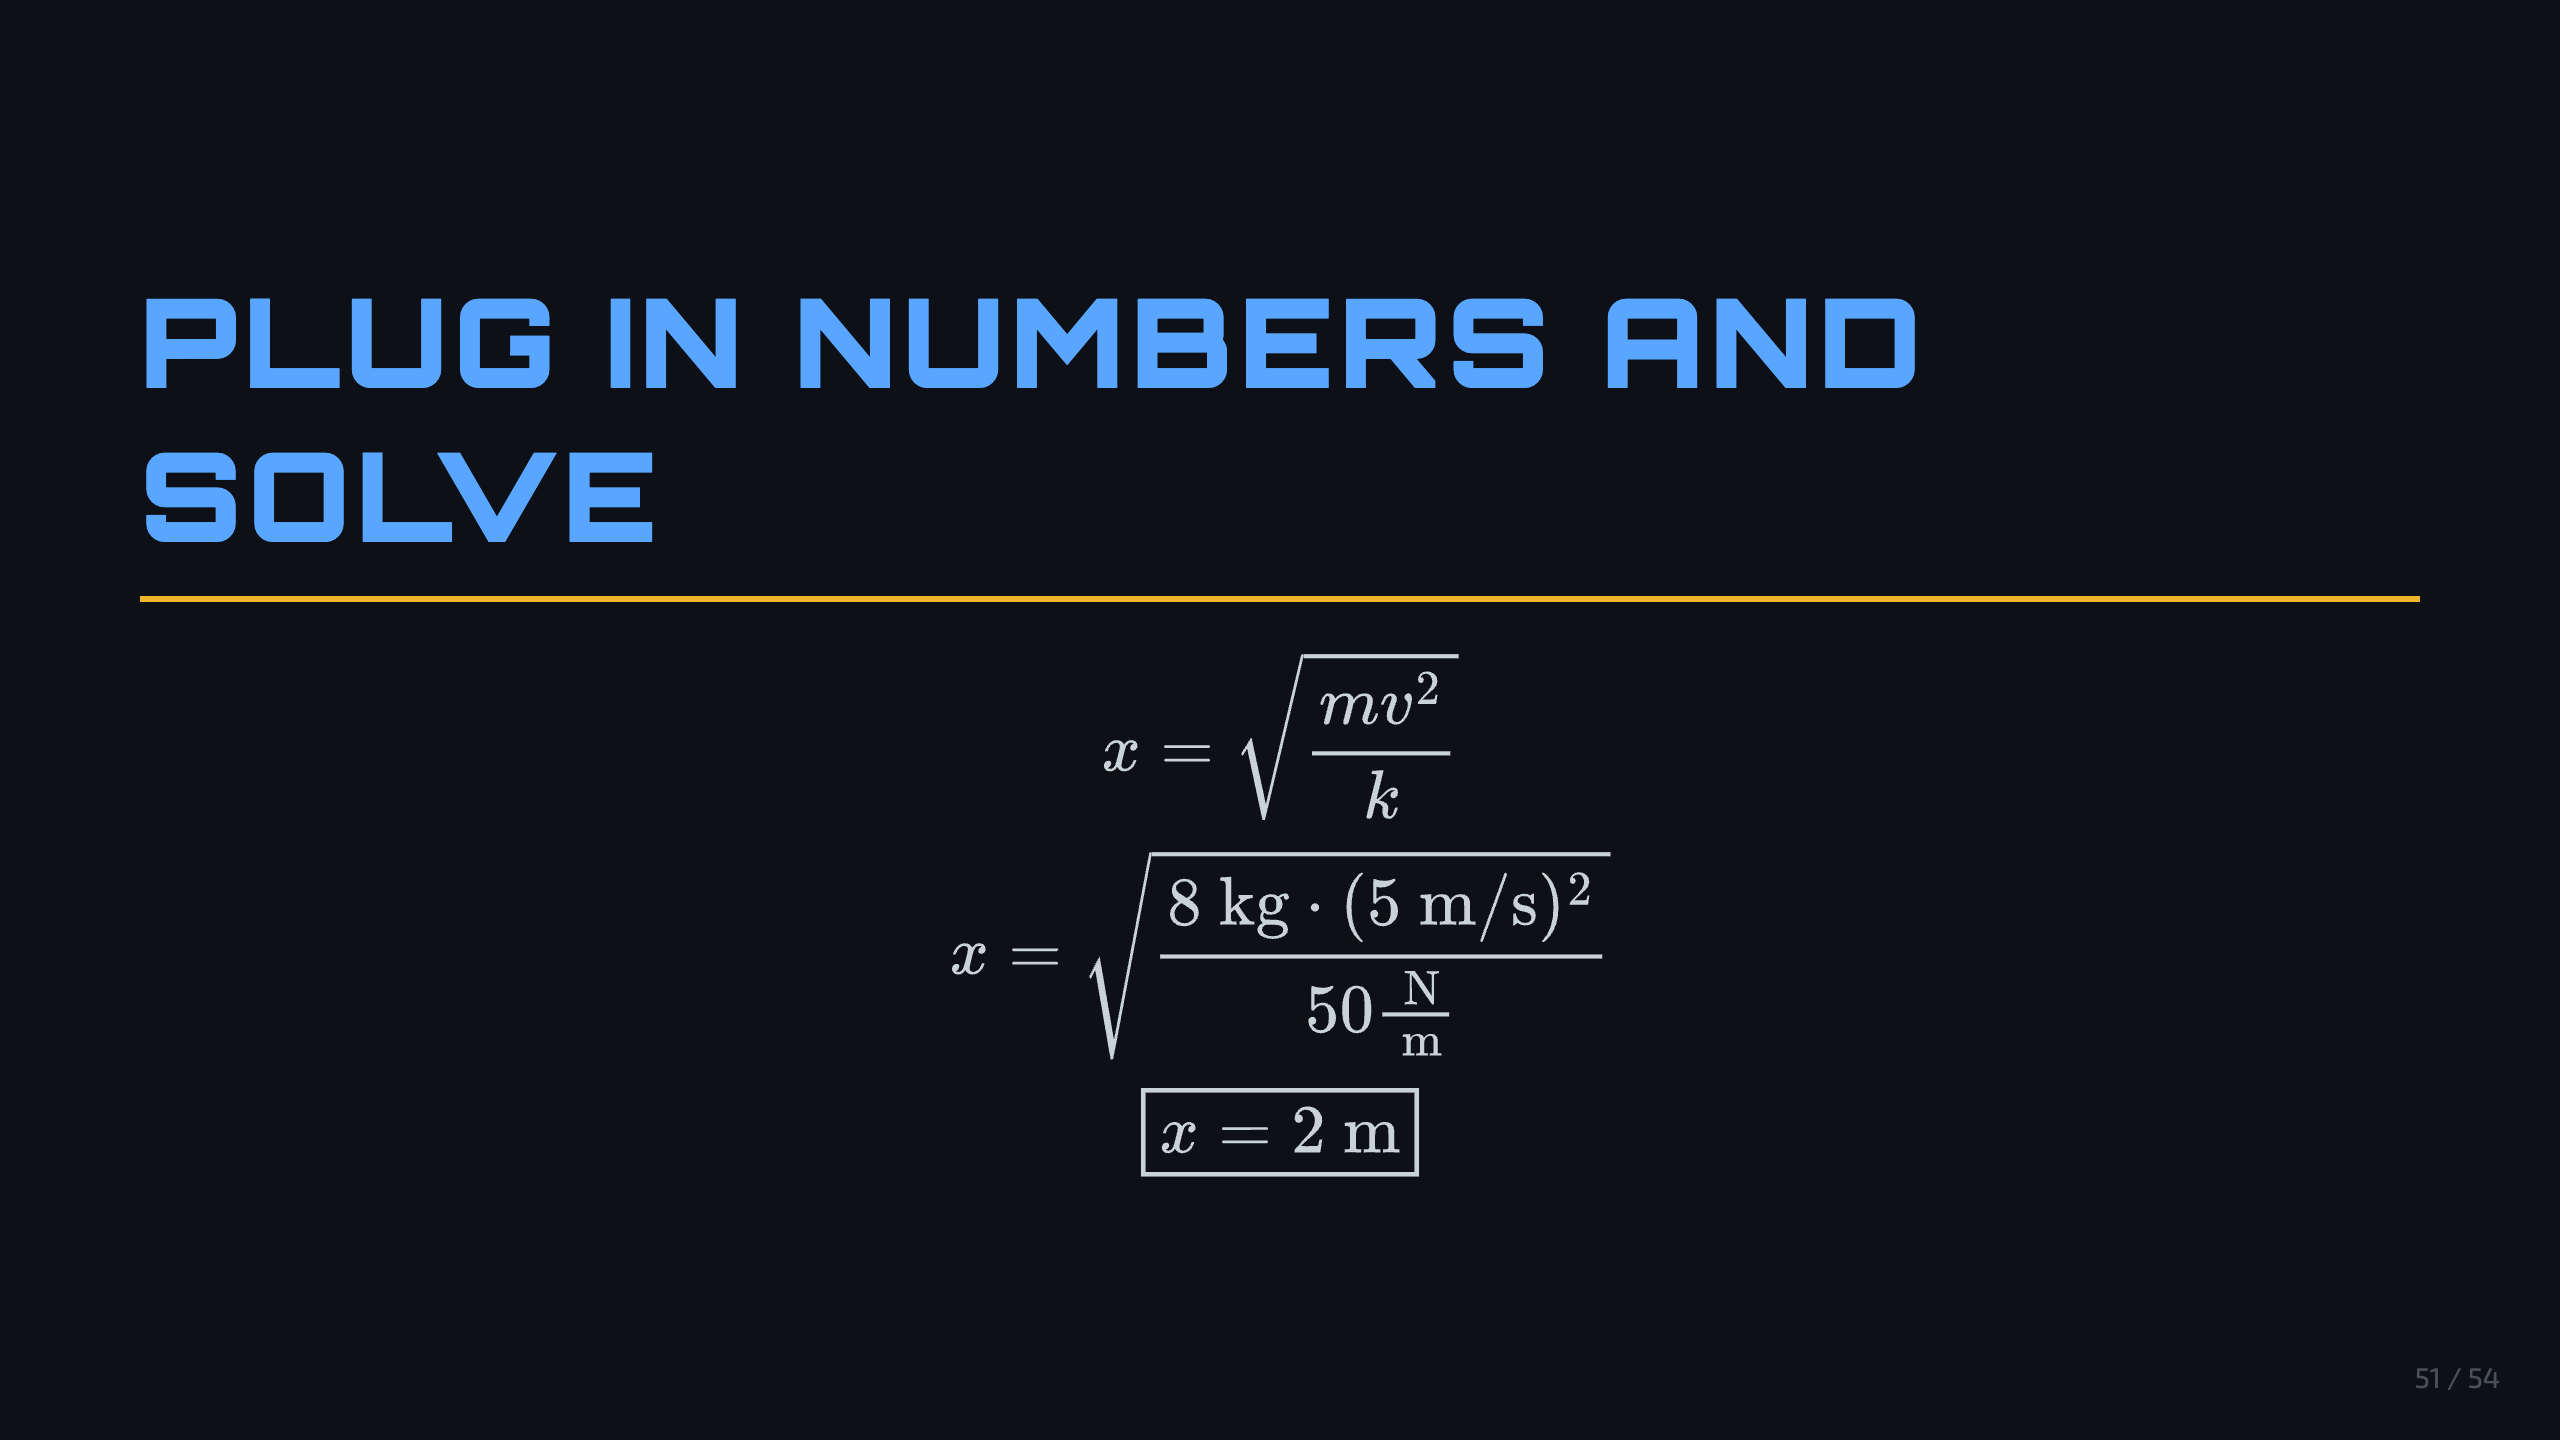 PLUG IN NUMBERS AND
SOLVE
x = √(mv²/k)
x = √(8 kg · (5 m/s)²/50 N/m)
x = 2 m
51 / 54